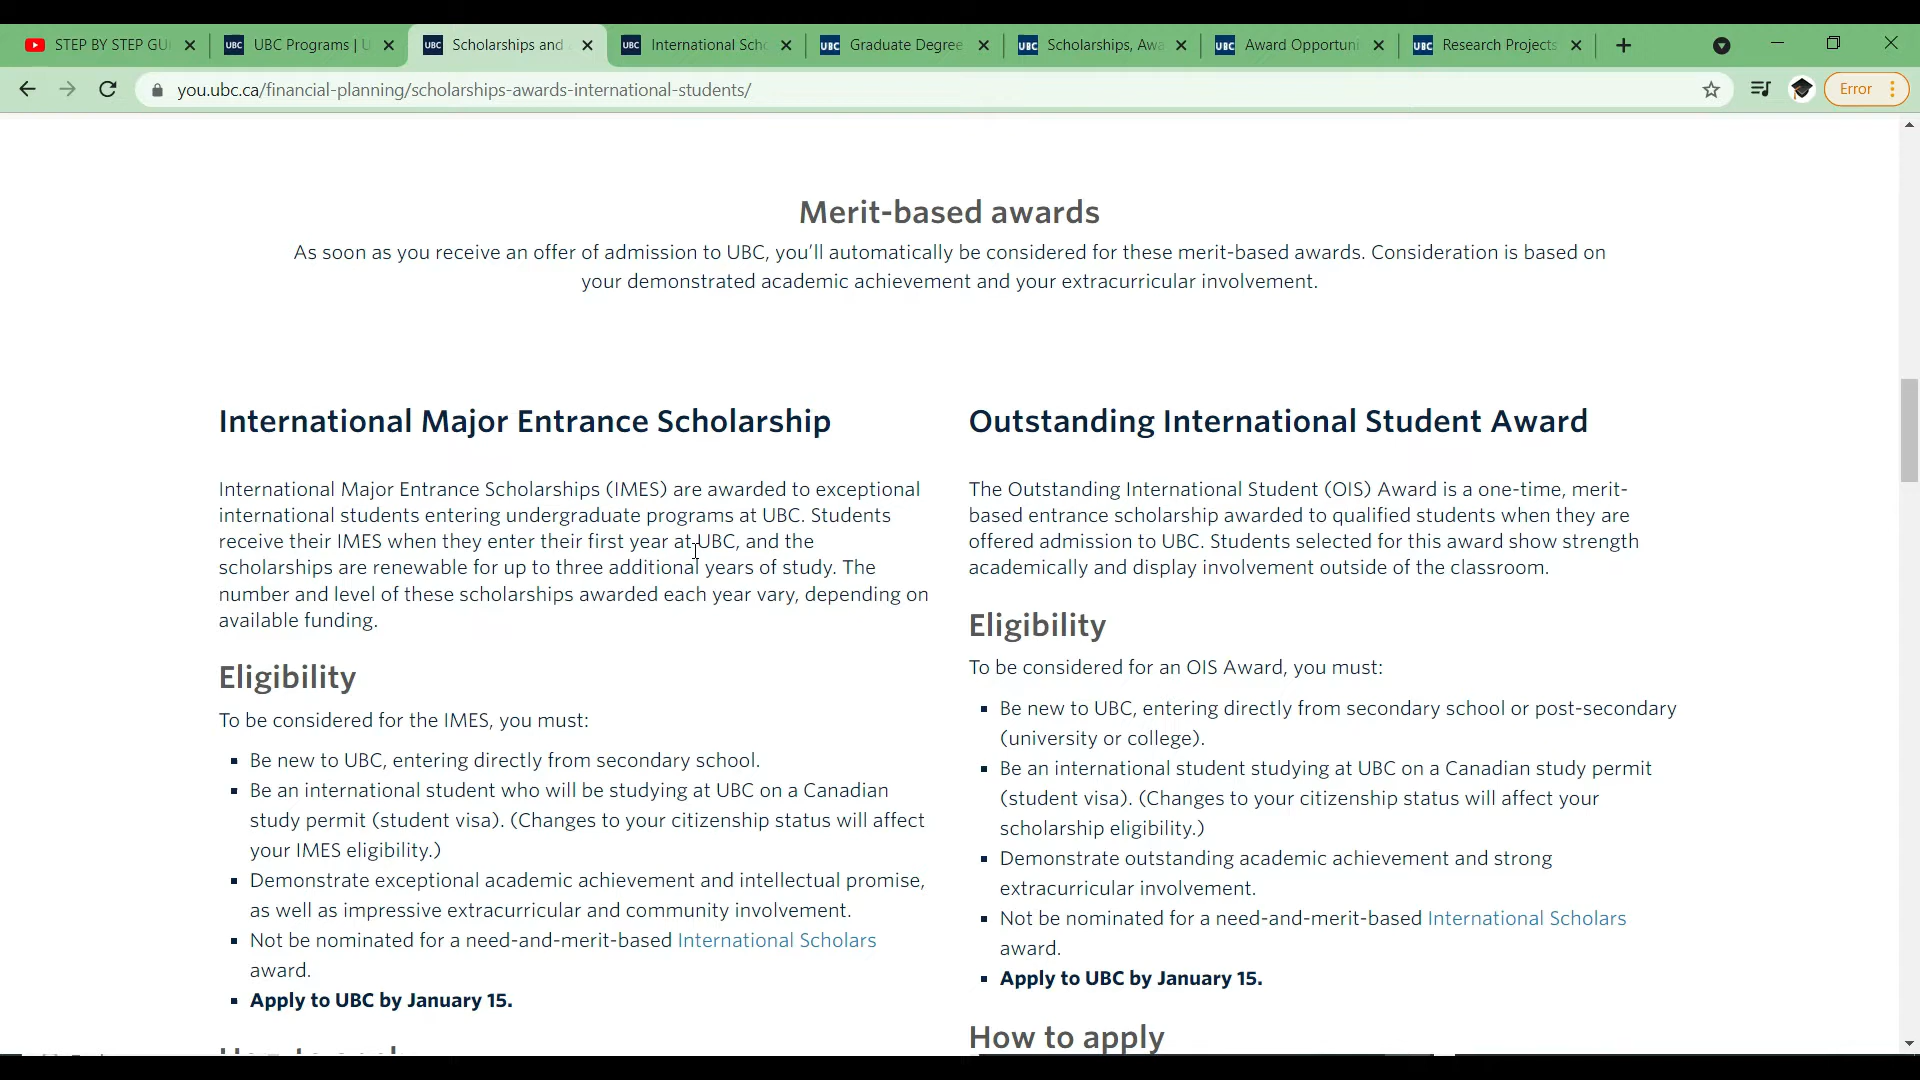 STEP BY STEP GU
UBC Programs | U
Scholarships and
International Sch
Graduate Degree
Scholarships, Awa
Award Opportuni
Research Projects
you.ubc.ca/financial-planning/scholarships-awards-international-students/
Error
Merit-based awards
As soon as you receive an offer of admission to UBC, you’ll automatically be considered for these merit-based awards. Consideration is based on
your demonstrated academic achievement and your extracurricular involvement.
International Major Entrance Scholarship
International Major Entrance Scholarships (IMES) are awarded to exceptional
international students entering undergraduate programs at UBC. Students
receive their IMES when they enter their first year at UBC, and the
scholarships are renewable for up to three additional years of study. The
number and level of these scholarships awarded each year vary, depending on
available funding.
Eligibility
To be considered for the IMES, you must:
Be new to UBC, entering directly from secondary school.
Be an international student who will be studying at UBC on a Canadian
study permit (student visa). (Changes to your citizenship status will affect
your IMES eligibility.)
Demonstrate exceptional academic achievement and intellectual promise,
as well as impressive extracurricular and community involvement.
Not be nominated for a need-and-merit-based International Scholars
award.
Apply to UBC by January 15.
Outstanding International Student Award
The Outstanding International Student (OIS) Award is a one-time, merit-
based entrance scholarship awarded to qualified students when they are
offered admission to UBC. Students selected for this award show strength
academically and display involvement outside of the classroom.
Eligibility
To be considered for an OIS Award, you must:
Be new to UBC, entering directly from secondary school or post-secondary
(university or college).
Be an international student studying at UBC on a Canadian study permit
(student visa). (Changes to your citizenship status will affect your
scholarship eligibility.)
Demonstrate outstanding academic achievement and strong
extracurricular involvement.
Not be nominated for a need-and-merit-based International Scholars
award.
Apply to UBC by January 15.
How to apply